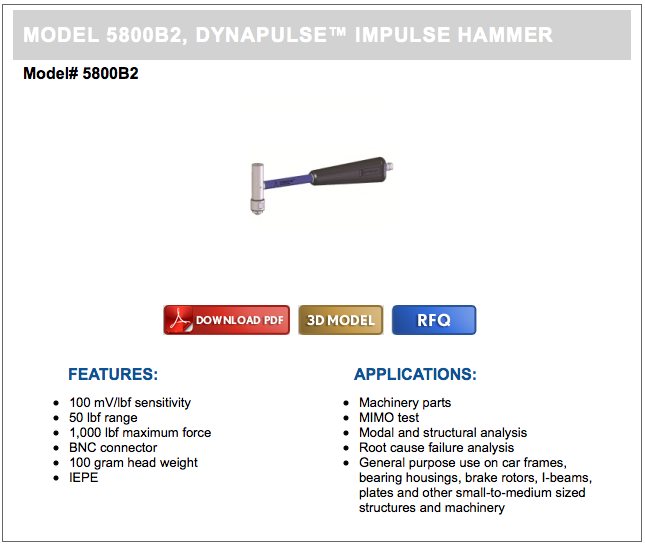 MODEL 5800B2, DYNAPULSE™ IMPULSE HAMMER
Model# 5800B2
DOWNLOAD PDF
3D MODEL
RFQ
FEATURES:
• 100 mV/lbf sensitivity
• 50 lbf range
• 1,000 lbf maximum force
• BNC connector
• 100 gram head weight
• IEPE
APPLICATIONS:
• Machinery parts
• MIMO test
• Modal and structural analysis
• Root cause failure analysis
• General purpose use on car frames,
bearing housings, brake rotors, I-beams,
plates and other small-to-medium sized
structures and machinery